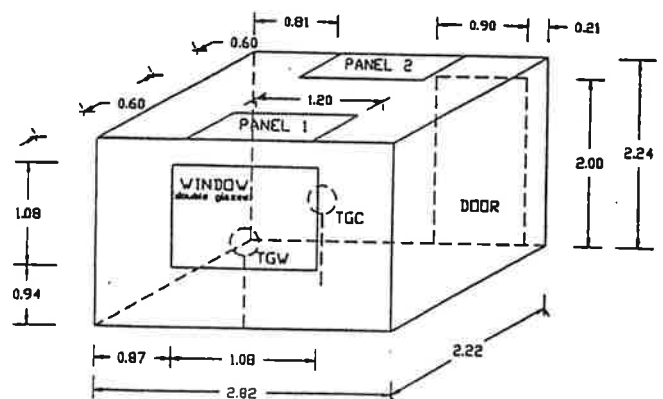 0.81
0.90
0.21
0.60
PANEL 2
0.60
1.20
PANEL 1
2.24
2.00
1.08
WINDOW
double glazed
TGC
DOOR
TGW
0.94
0.87
1.08
2.22
2.82